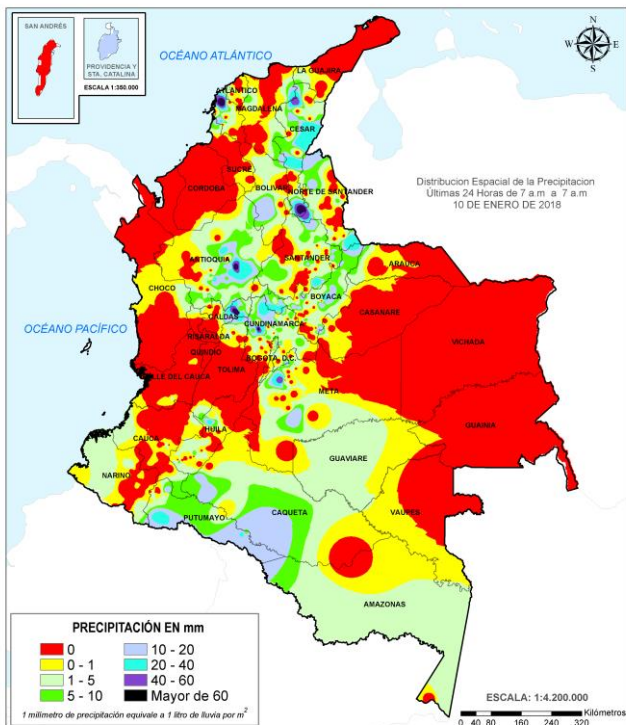 SAN ANDRÉS
PROVIDENCIA Y
STA. CATALINA
ESCALA 1:350.000
OCÉANO ATLÁNTICO
N
W E
S
LA GUAJIRA
ATLÁNTICO
MAGDALENA
CESAR
Distribucion Espacial de la Precipitacion
Últimas 24 Horas de 7 a.m a 7 a.m
10 DE ENERO DE 2018
SUCRE
CORDOBA
BOLIVAR
NORTE DE SANTANDER
ANTIOQUIA
SANTANDER
ARAUCA
CHOCO
BOYACA
CASANARE
OCÉANO PACÍFICO
CALDAS
CUNDINAMARCA
VICHADA
RISARALDA
QUINDIO
BOGOTÁ, D.C.
TOLIMA
VALLE DEL CAUCA
META
GUAINIA
CAUCA
HUILA
GUAVIARE
NARIÑO
PUTUMAYO
CAQUETA
VAUPES
AMAZONAS
PRECIPITACIÓN EN mm
0
0 - 1
1 - 5
5 - 10
10 - 20
20 - 40
40 - 60
Mayor de 60
1 milimetro de precipitación equivale a 1 litro de lluvia por m²
ESCALA: 1:4.200.000
Kilómetros
0 40 80 160 240 320